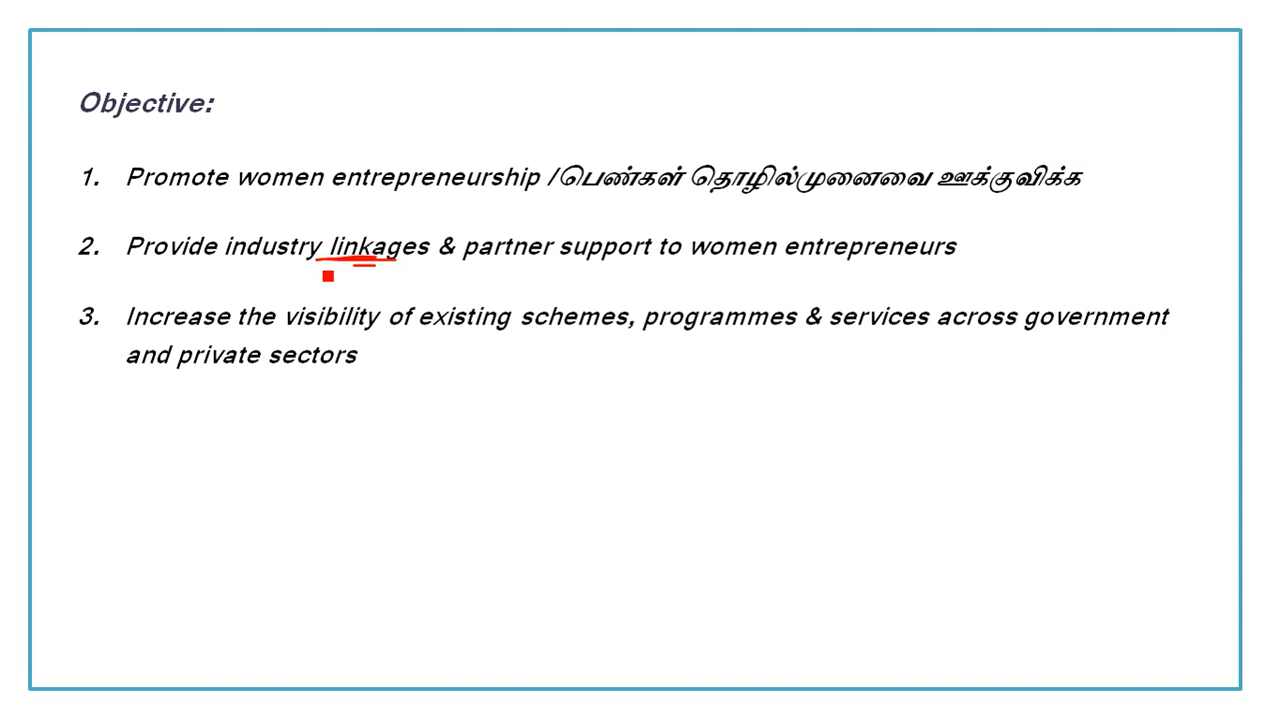 Objective:
1. Promote women entrepreneurship /பெண்கள் தொழில்முனைவை ஊக்குவிக்க
2. Provide industry linkages & partner support to women entrepreneurs
3. Increase the visibility of existing schemes, programmes & services across government
and private sectors